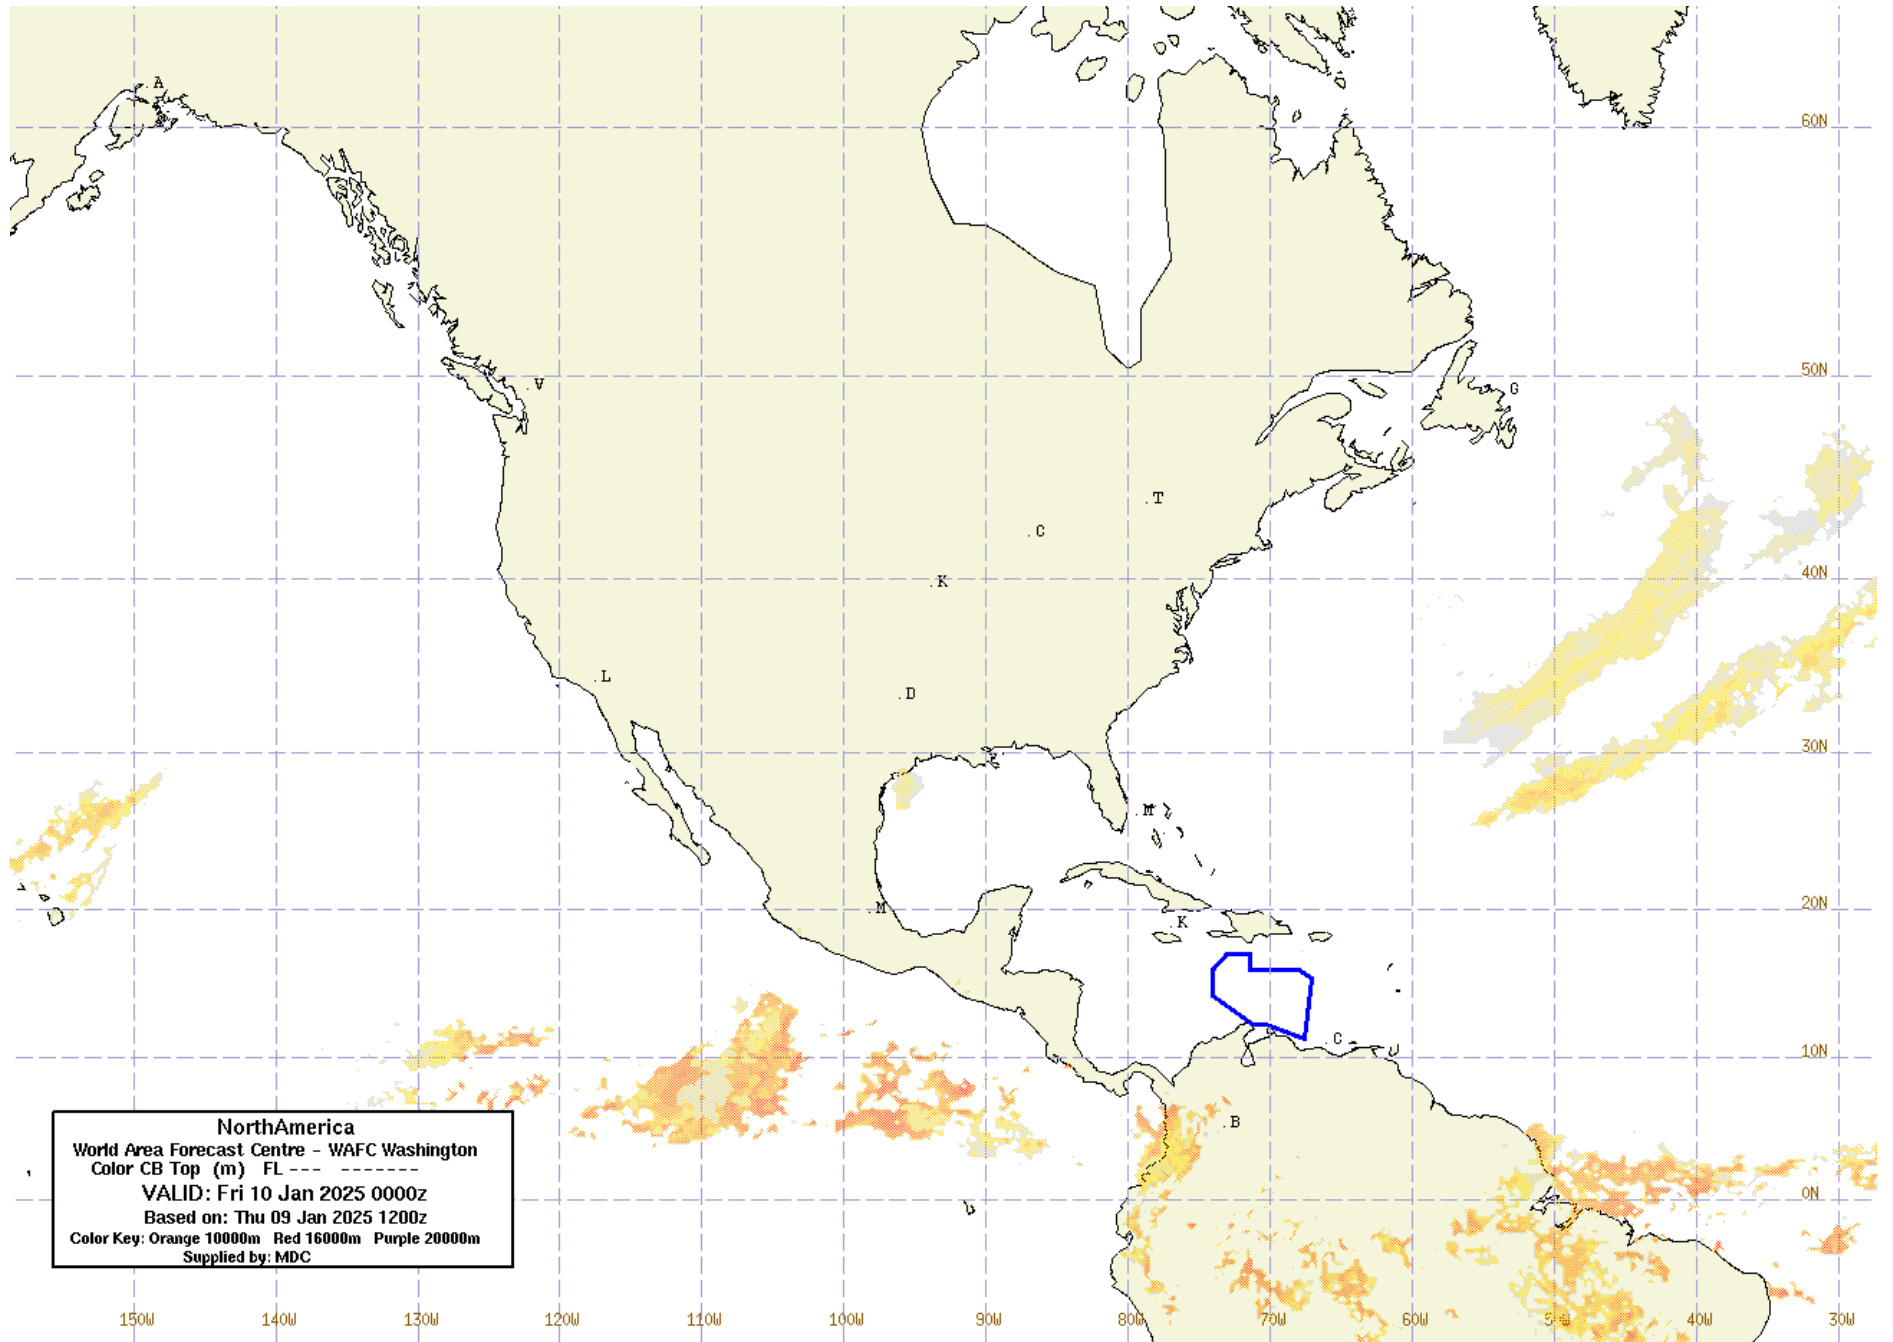 A
60N
50N
V
G
T
C
K
40N
L
D
30N
M
M
20N
K
C
10N
B
0N
NorthAmerica
World Area Forecast Centre - WAFC Washington
Color CB Top (m) FL --- -------
VALID: Fri 10 Jan 2025 0000z
Based on: Thu 09 Jan 2025 1200z
Color Key: Orange 10000m Red 16000m Purple 20000m
Supplied by: MDC
150W 140W 130W 120W 110W 100W 90W 80W 70W 60W 50W 40W 30W